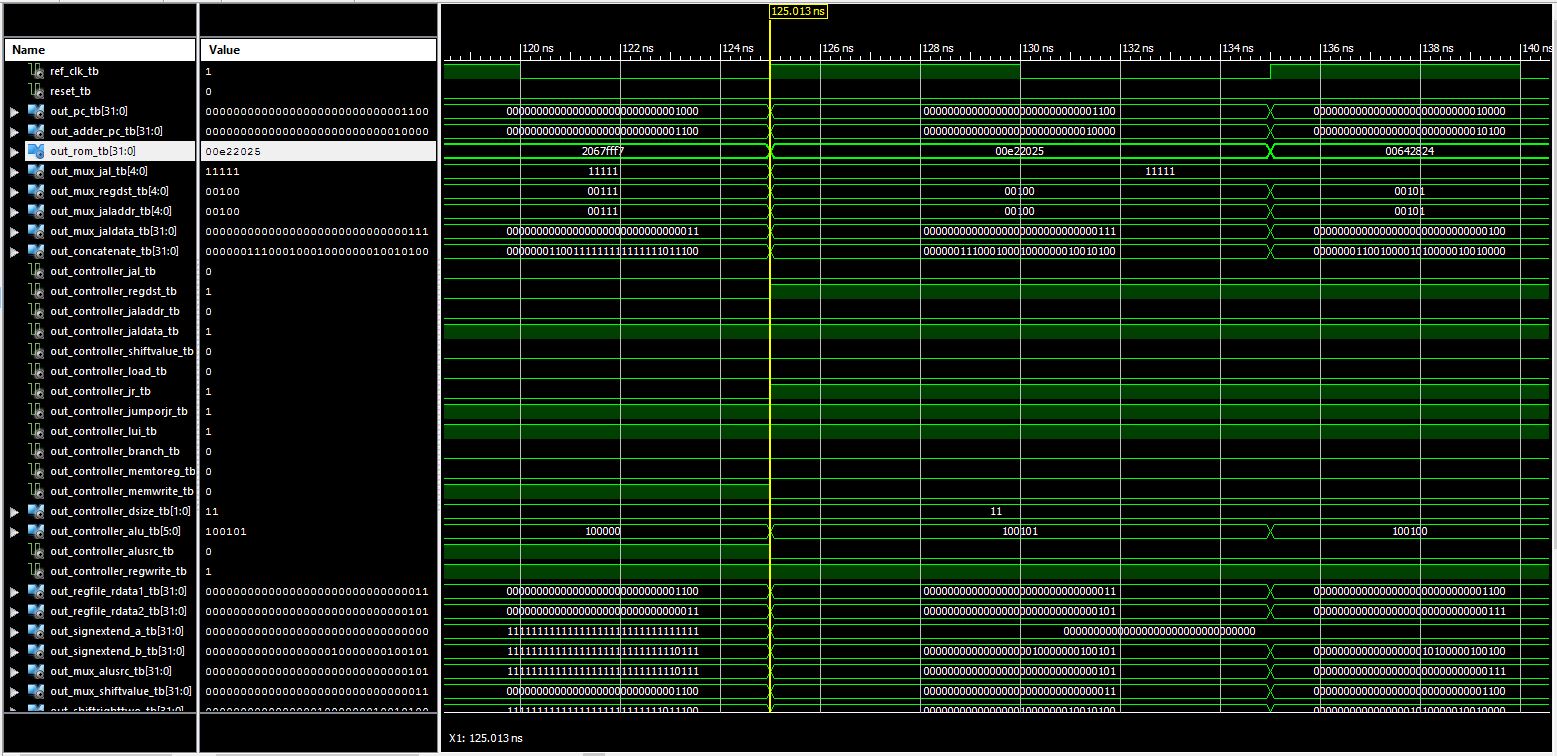 125.013 ns
Name Value
120 ns 122 ns 124 ns 126 ns 128 ns 130 ns 132 ns 134 ns 136 ns 138 ns 140 ns
ref_clk_tb 1
reset_tb 0
out_pc_tb[31:0] 00000000000000000000000000001100 00000000000000000000000000001000 00000000000000000000000000001100 00000000000000000000000000010000
out_adder_pc_tb[31:0] 00000000000000000000000000010000 00000000000000000000000000001100 00000000000000000000000000010000 00000000000000000000000000010100
out_rom_tb[31:0] 00e22025 2067fff7 00e22025 00642824
out_mux_jal_tb[4:0] 11111 11111 11111
out_mux_regdst_tb[4:0] 00100 00111 00100 00101
out_mux_jaladdr_tb[4:0] 00100 00111 00100 00101
out_mux_jaldata_tb[31:0] 00000000000000000000000000000111 00000000000000000000000000000011 00000000000000000000000000000111 00000000000000000000000000000100
out_concatenate_tb[31:0] 00000011100010001000000010010100 00000001100111111111111111011100 00000011100010001000000010010100 00000001100100001010000010010000
out_controller_jal_tb 0
out_controller_regdst_tb 1
out_controller_jaladdr_tb 0
out_controller_jaldata_tb 1
out_controller_shiftvalue_tb 0
out_controller_load_tb 0
out_controller_jr_tb 1
out_controller_jumporjr_tb 1
out_controller_lui_tb 1
out_controller_branch_tb 0
out_controller_memtoreg_tb 0
out_controller_memwrite_tb 0
out_controller_dsize_tb[1:0] 11 11
out_controller_alu_tb[5:0] 100101 100000 100101 100100
out_controller_alusrc_tb 0
out_controller_regwrite_tb 1
out_regfile_rdata1_tb[31:0] 00000000000000000000000000000011 00000000000000000000000000001100 00000000000000000000000000000011 00000000000000000000000000001100
out_regfile_rdata2_tb[31:0] 00000000000000000000000000000101 00000000000000000000000000000011 00000000000000000000000000000101 00000000000000000000000000000111
out_signextend_a_tb[31:0] 00000000000000000000000000000000 11111111111111111111111111111111 00000000000000000000000000000000
out_signextend_b_tb[31:0] 00000000000000000010000000100101 11111111111111111111111111110111 00000000000000000010000000100101 00000000000000000010100000100100
out_mux_alusrc_tb[31:0] 00000000000000000000000000000101 11111111111111111111111111110111 00000000000000000000000000000101 00000000000000000000000000000111
out_mux_shiftvalue_tb[31:0] 00000000000000000000000000000011 00000000000000000000000000001100 00000000000000000000000000000011 00000000000000000000000000001100
X1: 125.013 ns